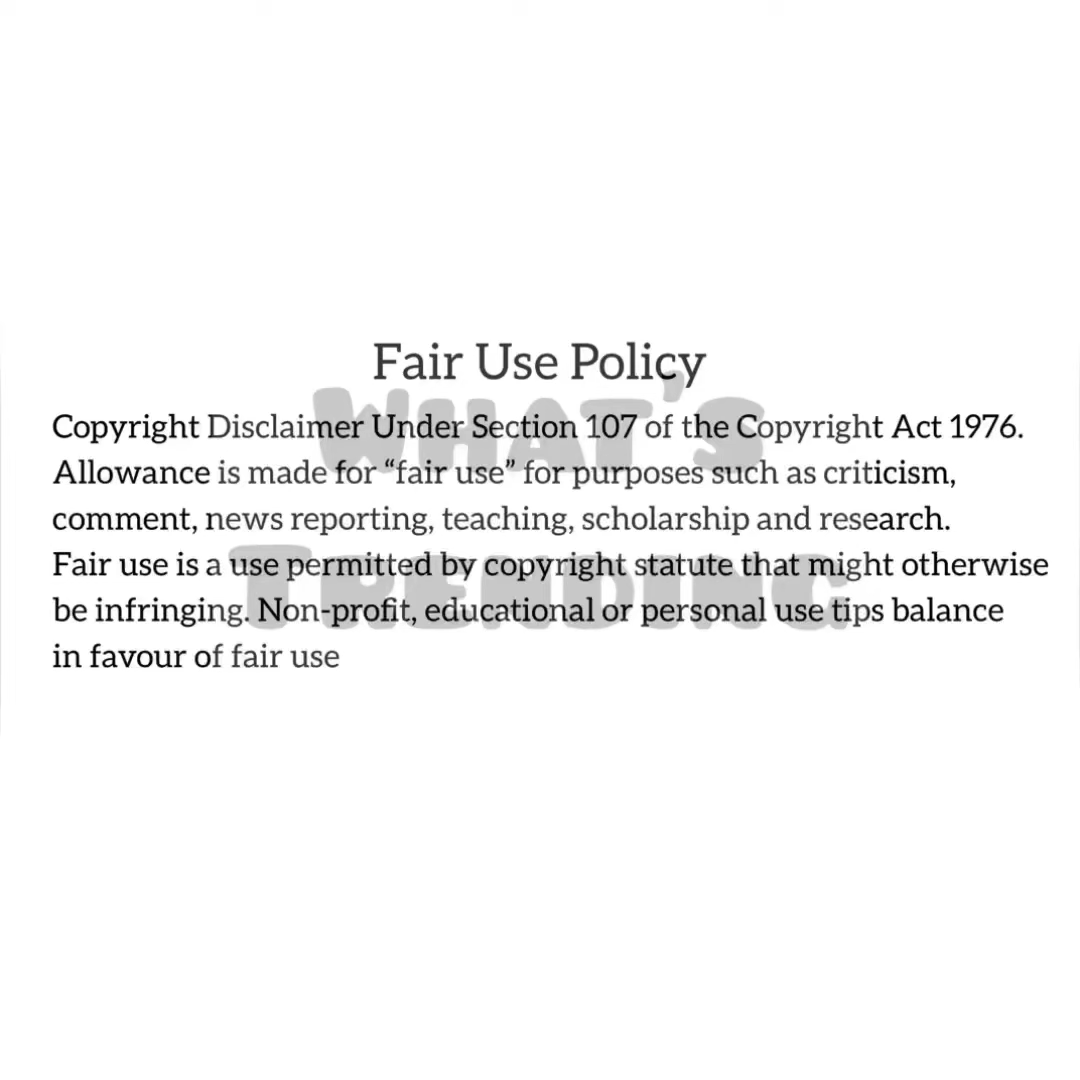 Fair Use Policy
WHAT'S
Copyright Disclaimer Under Section 107 of the Copyright Act 1976.
Allowance is made for “fair use” for purposes such as criticism,
comment, news reporting, teaching, scholarship and research.
TRENDING
Fair use is a use permitted by copyright statute that might otherwise
be infringing. Non-profit, educational or personal use tips balance
in favour of fair use